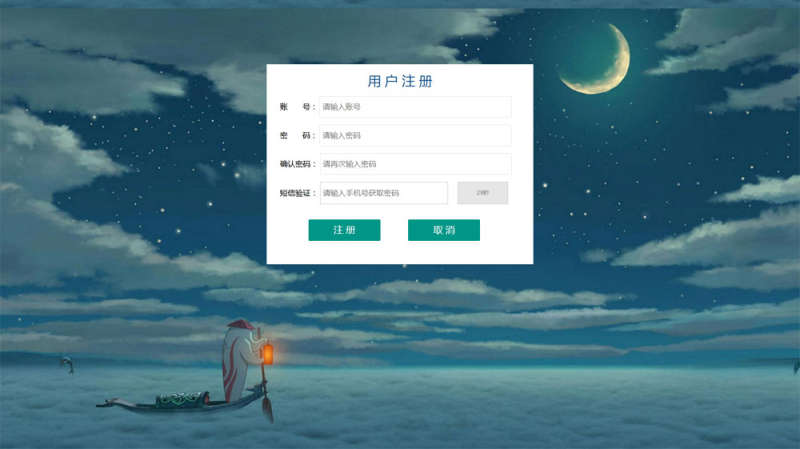 用户注册
账 号： 请输入账号
密 码： 请输入密码
确认密码： 请再次输入密码
短信验证： 请输入手机号获取密码
注册 取消